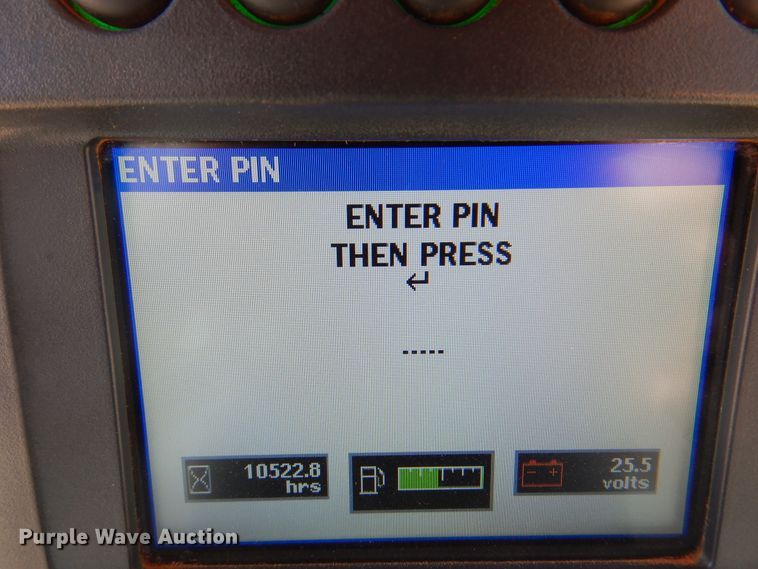 ENTER PIN
ENTER PIN
THEN PRESS
↵
-----
10522.8
hrs
25.5
volts
Purple Wave Auction